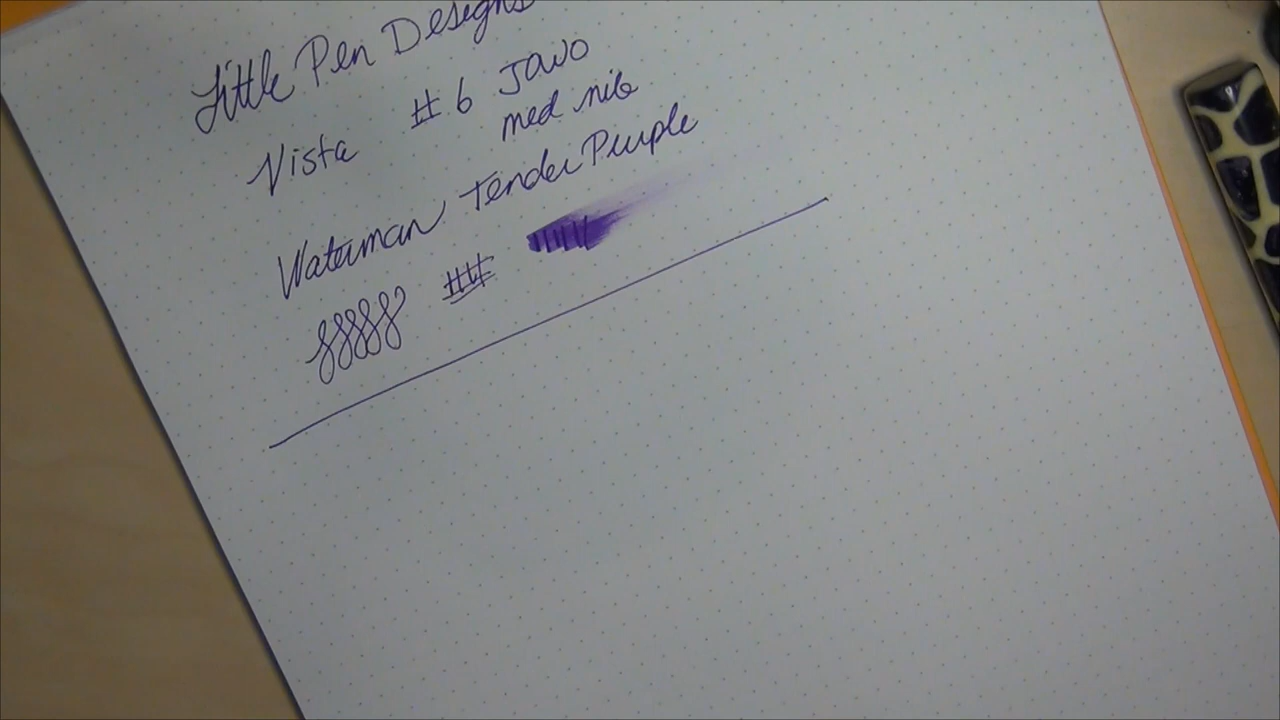 Little Pen Designs
Vista #6 JOWO
med nib
Waterman Tender Purple